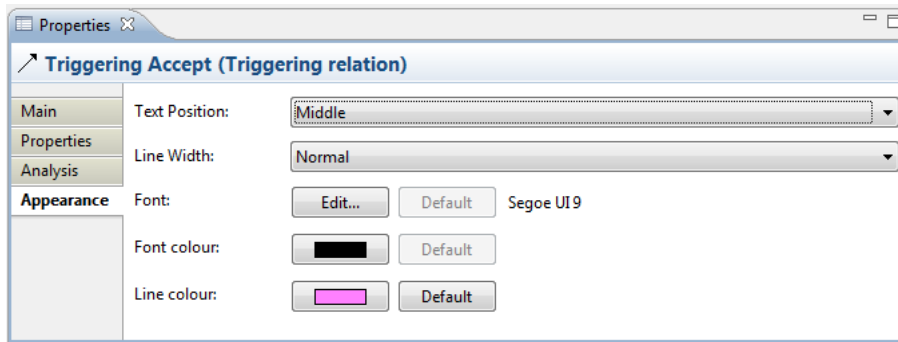 Properties
Triggering Accept (Triggering relation)
Main
Properties
Analysis
Appearance
Text Position:
Middle
Line Width:
Normal
Font:
Edit...
Default
Segoe UI 9
Font colour:
Default
Line colour:
Default